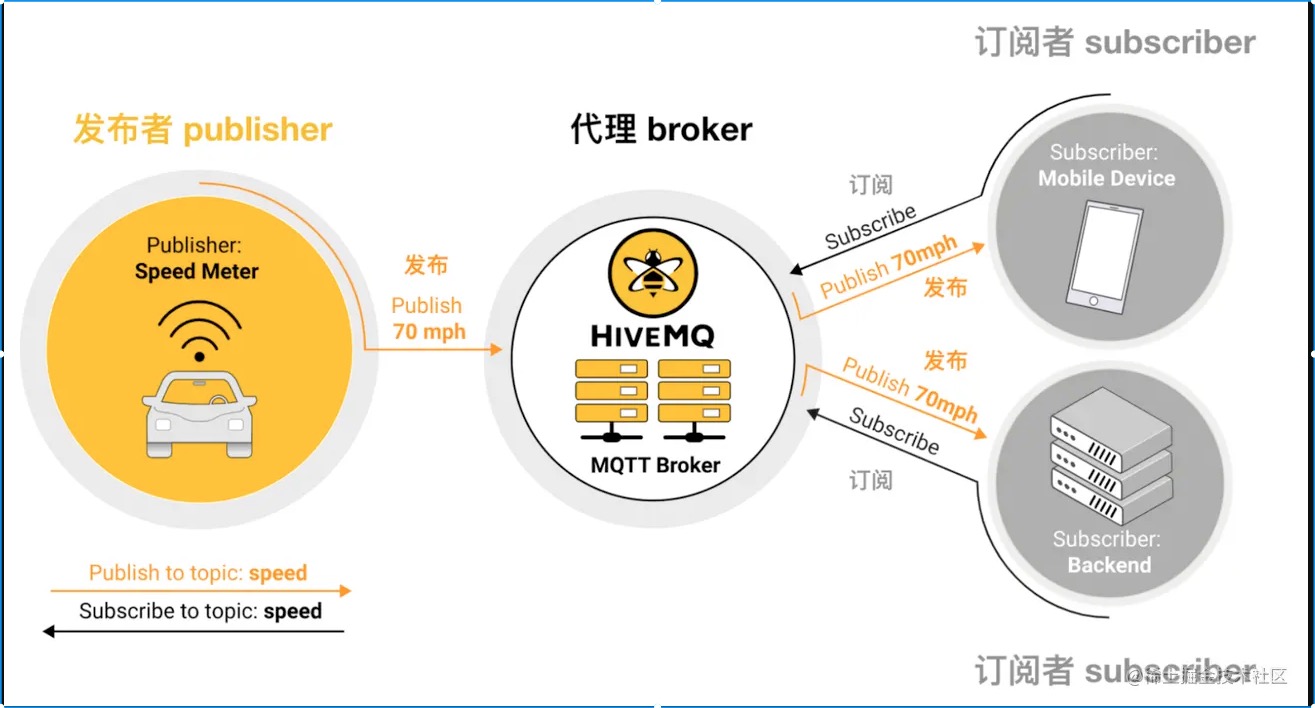 订阅者 subscriber
发布者 publisher
代理 broker
Publisher:
Speed Meter
发布
Publish
70 mph
HIVEMQ
MQTT Broker
订阅
Subscribe
Publish 70mph
发布
Subscriber:
Mobile Device
发布
Publish 70mph
Subscribe
订阅
Subscriber:
Backend
Publish to topic: speed
Subscribe to topic: speed
订阅者 subscriber
@稀土掘金技术社区